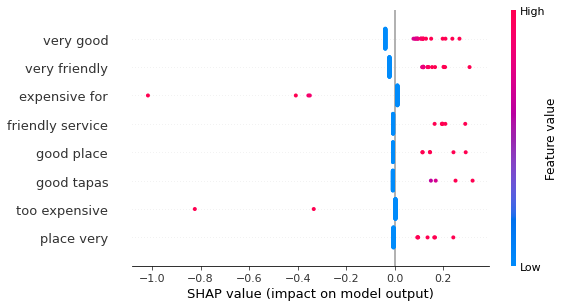 High
very good
very friendly
expensive for
friendly service
good place
good tapas
too expensive
place very
Feature value
Low
−1.0 −0.8 −0.6 −0.4 −0.2 0.0 0.2
SHAP value (impact on model output)